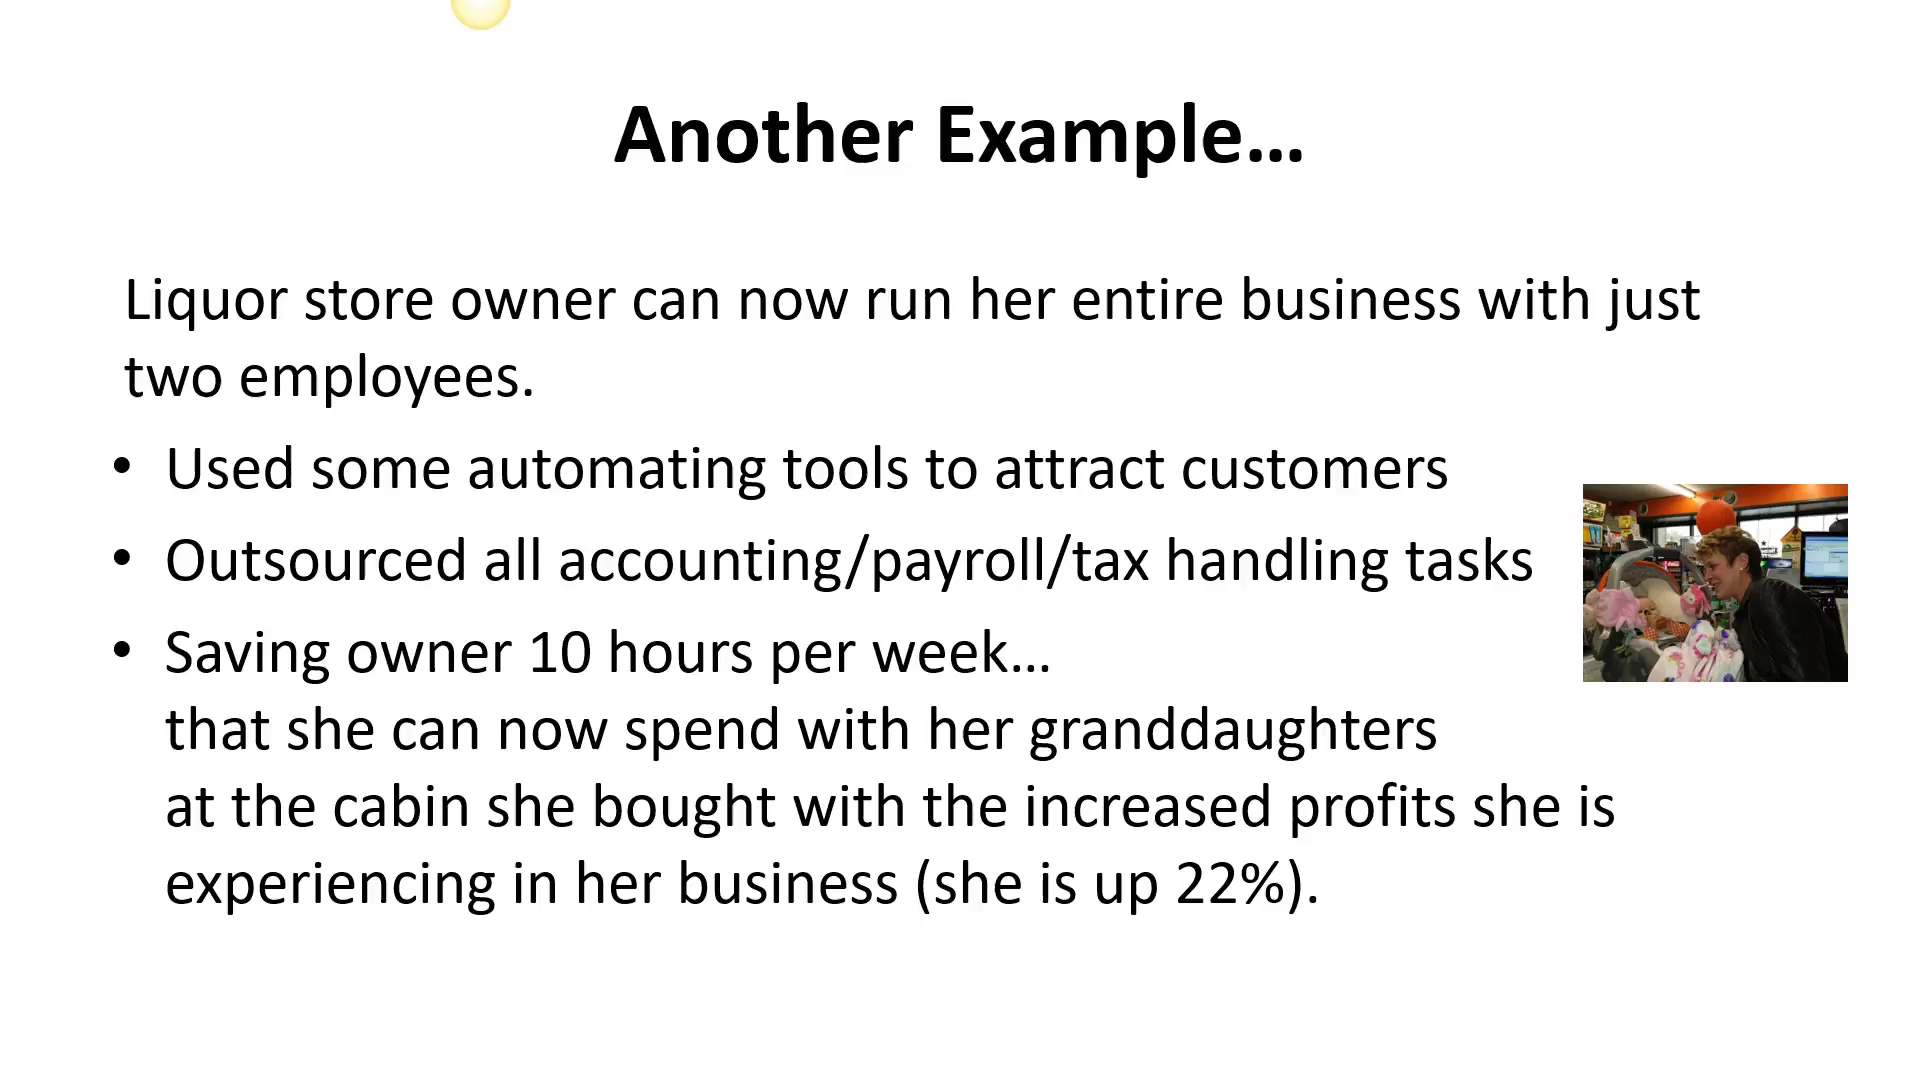 Another Example…
Liquor store owner can now run her entire business with just
two employees.
• Used some automating tools to attract customers
• Outsourced all accounting/payroll/tax handling tasks
• Saving owner 10 hours per week…
that she can now spend with her granddaughters
at the cabin she bought with the increased profits she is
experiencing in her business (she is up 22%).